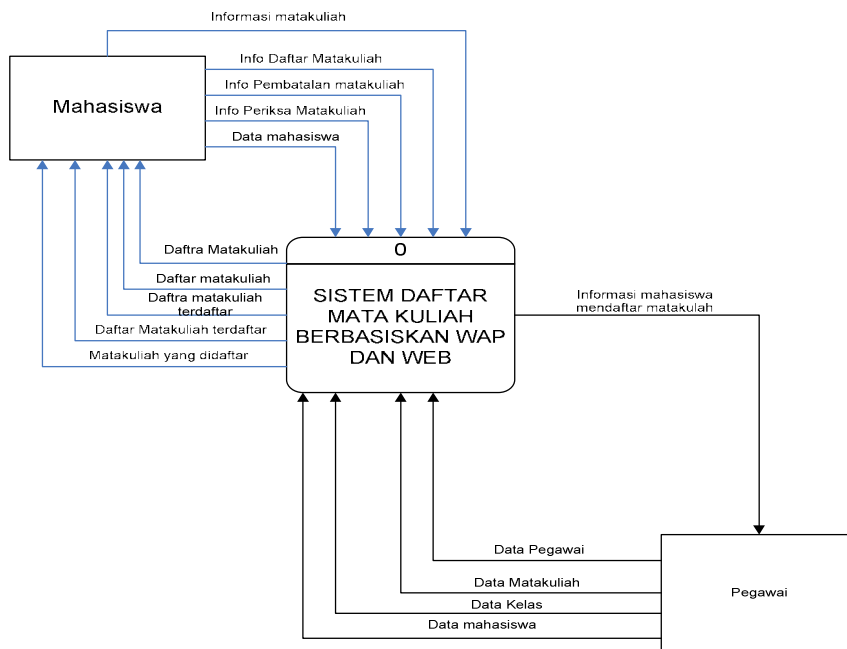 Informasi matakuliah
Mahasiswa
Info Daftar Matakuliah
Info Pembatalan matakuliah
Info Periksa Matakuliah
Data mahasiswa
Daftra Matakuliah
Daftar matakuliah
Daftra matakuliah
terdaftar
Daftar Matakuliah terdaftar
Matakuliah yang didaftar
0
SISTEM DAFTAR
MATA KULIAH
BERBASISKAN WAP
DAN WEB
Informasi mahasiswa
mendaftar matakulah
Data Pegawai
Data Matakuliah
Data Kelas
Data mahasiswa
Pegawai